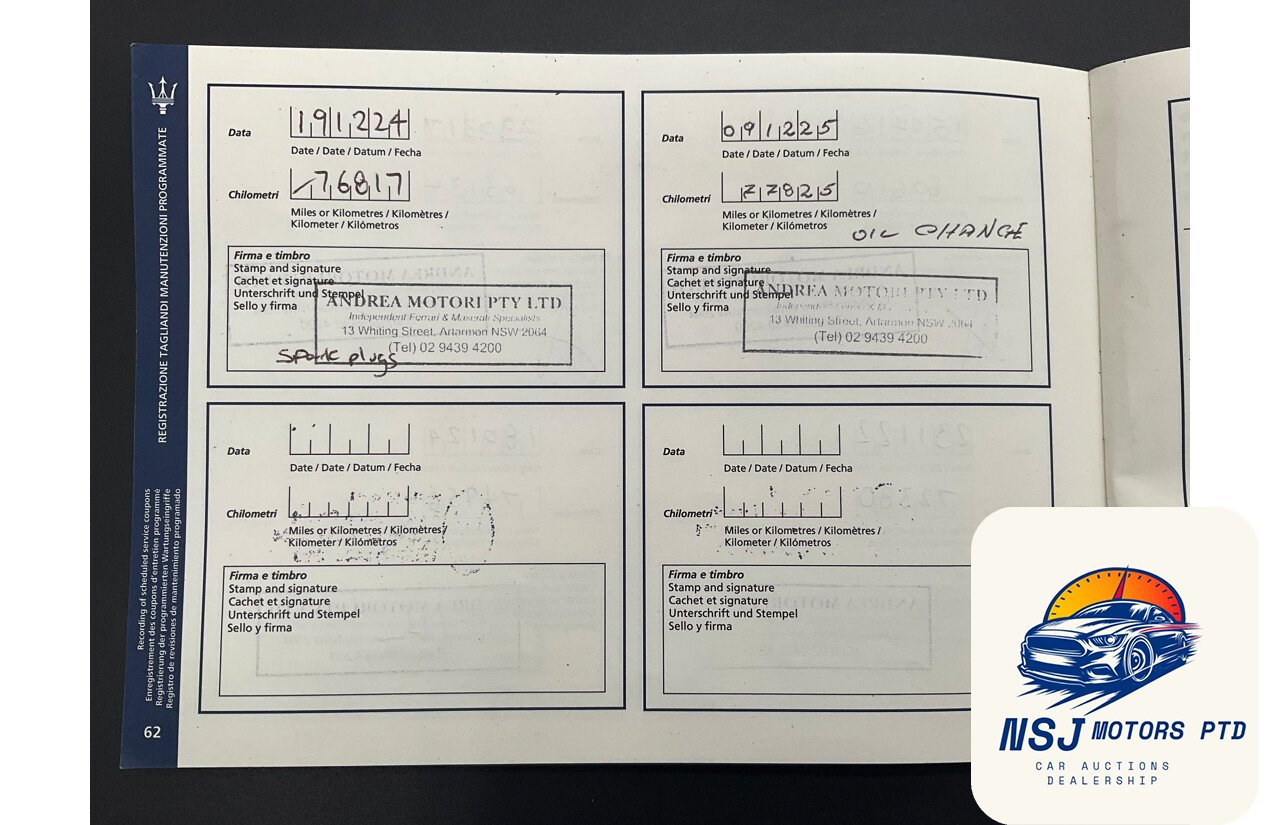 REGISTRAZIONE TAGLIANDI MANUTENZIONI PROGRAMMATE
Recording of scheduled service coupons
Enregistrement des coupons d'entretien programmé
Registrierung der programmierten Wartungseingriffe
Registro de revisiones de mantenimiento programado
62
Data 191224
Date / Date / Datum / Fecha
Chilometri 76817
Miles or Kilometres / Kilomètres /
Kilometer / Kilómetros
Firma e timbro
Stamp and signature
Cachet et signature
Unterschrift und Stempel
Sello y firma
ANDREA MOTORI PTY LTD
Independent Ferrari & Maserati Specialists
13 Whiting Street, Artarmon NSW 2064
(Tel) 02 9439 4200
spark plugs
Data 091225
Date / Date / Datum / Fecha
Chilometri 77825
Miles or Kilometres / Kilomètres /
Kilometer / Kilómetros
OIL CHANGE
Firma e timbro
Stamp and signature
Cachet et signature
Unterschrift und Stempel
Sello y firma
ANDREA MOTORI PTY LTD
13 Whiting Street, Artarmon NSW 2064
(Tel) 02 9439 4200
Data
Date / Date / Datum / Fecha
Chilometri
Miles or Kilometres / Kilomètres /
Kilometer / Kilómetros
Firma e timbro
Stamp and signature
Cachet et signature
Unterschrift und Stempel
Sello y firma
Data
Date / Date / Datum / Fecha
Chilometri
Miles or Kilometres / Kilomètres /
Kilometer / Kilómetros
Firma e timbro
Stamp and signature
Cachet et signature
Unterschrift und Stempel
Sello y firma
NSJ MOTORS PTD
CAR AUCTIONS
DEALERSHIP